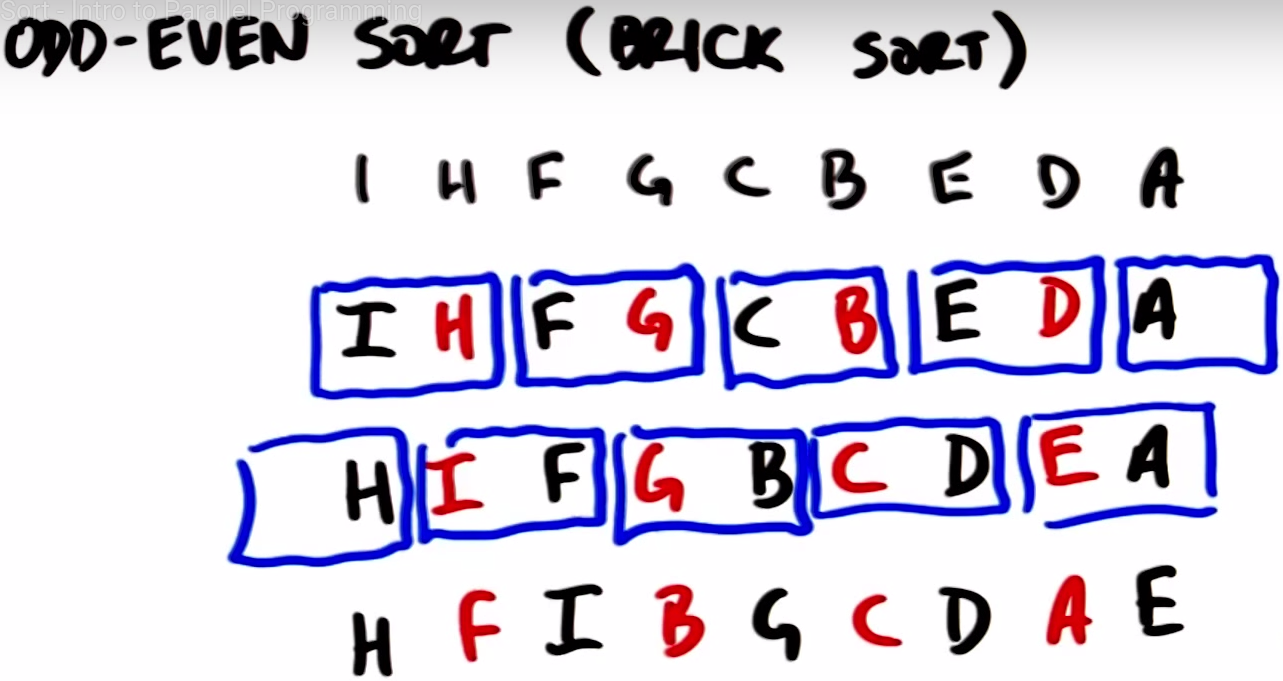 Sort - Intro to Parallel Programming
ODD-EVEN SORT (BRICK SORT)
I H F G C B E D A
I H F G C B E D A
H I F G B C D E A
H F I B G C D A E